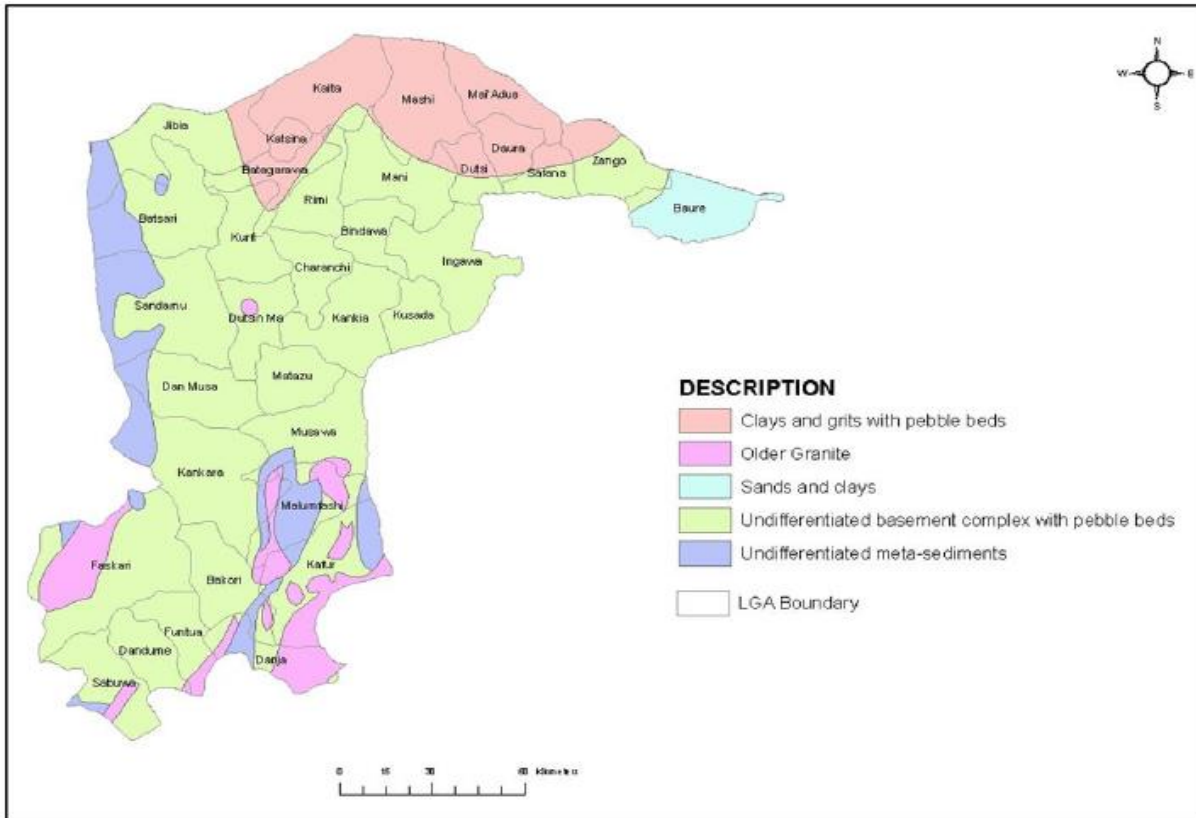 N
W E
S
Kaita
Mashi
Mai'Adua
Jibia
Katsina
Daura
Batagarawa
Dutsi
Zango
Safana
Mani
Rimi
Baure
Batsari
Kurfi
Bindawa
Charanchi
Ingawa
Sandamu
Dutsin Ma
Kankia
Kusada
Dan Musa
Matazu
Musawa
Kankara
Malumfashi
Faskari
Bakori
Kafur
Funtua
Dandume
Danja
Sabuwa
DESCRIPTION
Clays and grits with pebble beds
Older Granite
Sands and clays
Undifferentiated basement complex with pebble beds
Undifferentiated meta-sediments
LGA Boundary
0 15 30 60 Kilometers